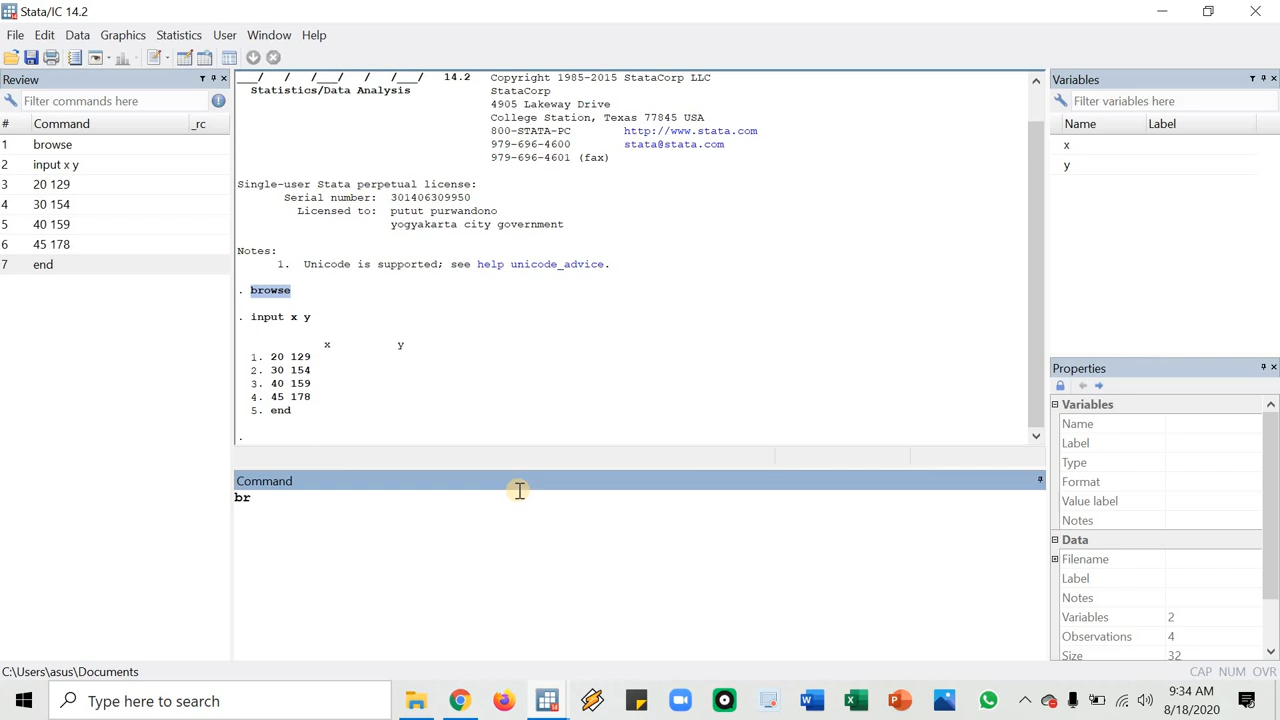 Stata/IC 14.2
File Edit Data Graphics Statistics User Window Help
Review
Filter commands here
# Command _rc
1 browse
2 input x y
3 20 129
4 30 154
5 40 159
6 45 178
7 end
___/ / /___/ / /___/ 14.2 Copyright 1985-2015 StataCorp LLC
Statistics/Data Analysis StataCorp
4905 Lakeway Drive
College Station, Texas 77845 USA
800-STATA-PC http://www.stata.com
979-696-4600 stata@stata.com
979-696-4601 (fax)
Single-user Stata perpetual license:
Serial number: 301406309950
Licensed to: putut purwandono
yogyakarta city government
Notes:
1. Unicode is supported; see help unicode_advice.
. browse
. input x y
x y
1. 20 129
2. 30 154
3. 40 159
4. 45 178
5. end
.
Command
br
Variables
Filter variables here
Name Label
x
y
Properties
Variables
Name
Label
Type
Format
Value label
Notes
Data
Filename
Label
Notes
Variables 2
Observations 4
Size 32
C:\Users\asus\Documents
CAP NUM OVR
Type here to search
9:34 AM
8/18/2020